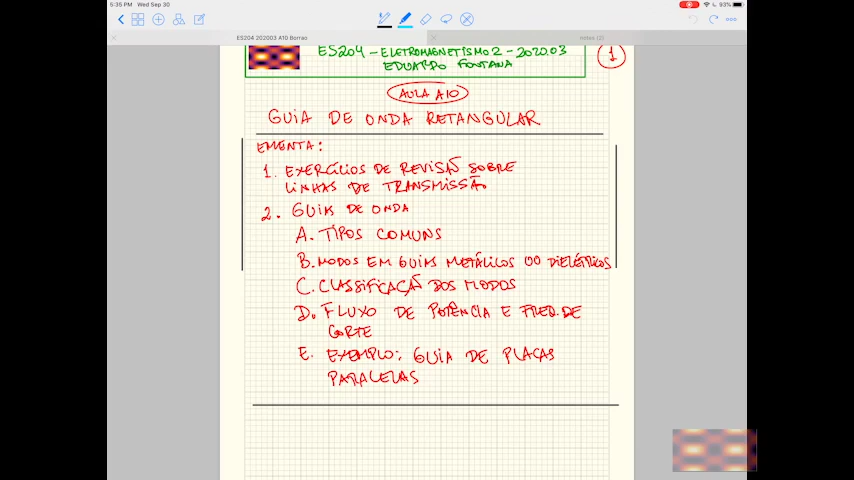 5:35 PM Wed Sep 30
93%
ES204 202003 A10 Borrao
notes (2)
ES204 - ELETROMAGNETISMO 2 - 2020.03
EDUARDO FONTANA
1
AULA A10
GUIA DE ONDA RETANGULAR
EMENTA:
1. EXERCÍCIOS DE REVISÃO SOBRE
LINHAS DE TRANSMISSÃO
2. GUIAS DE ONDA
A. TIPOS COMUNS
B. MODOS EM GUIAS METÁLICOS OU DIELÉTRICOS
C. CLASSIFICAÇÃO DOS MODOS
D. FLUXO DE POTÊNCIA E FREQ. DE
CORTE
E. EXEMPLO: GUIA DE PLACAS
PARALELAS